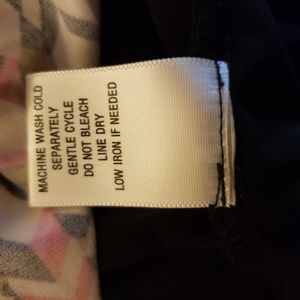 MACHINE WASH COLD
SEPARATELY
GENTLE CYCLE
DO NOT BLEACH
LINE DRY
LOW IRON IF NEEDED